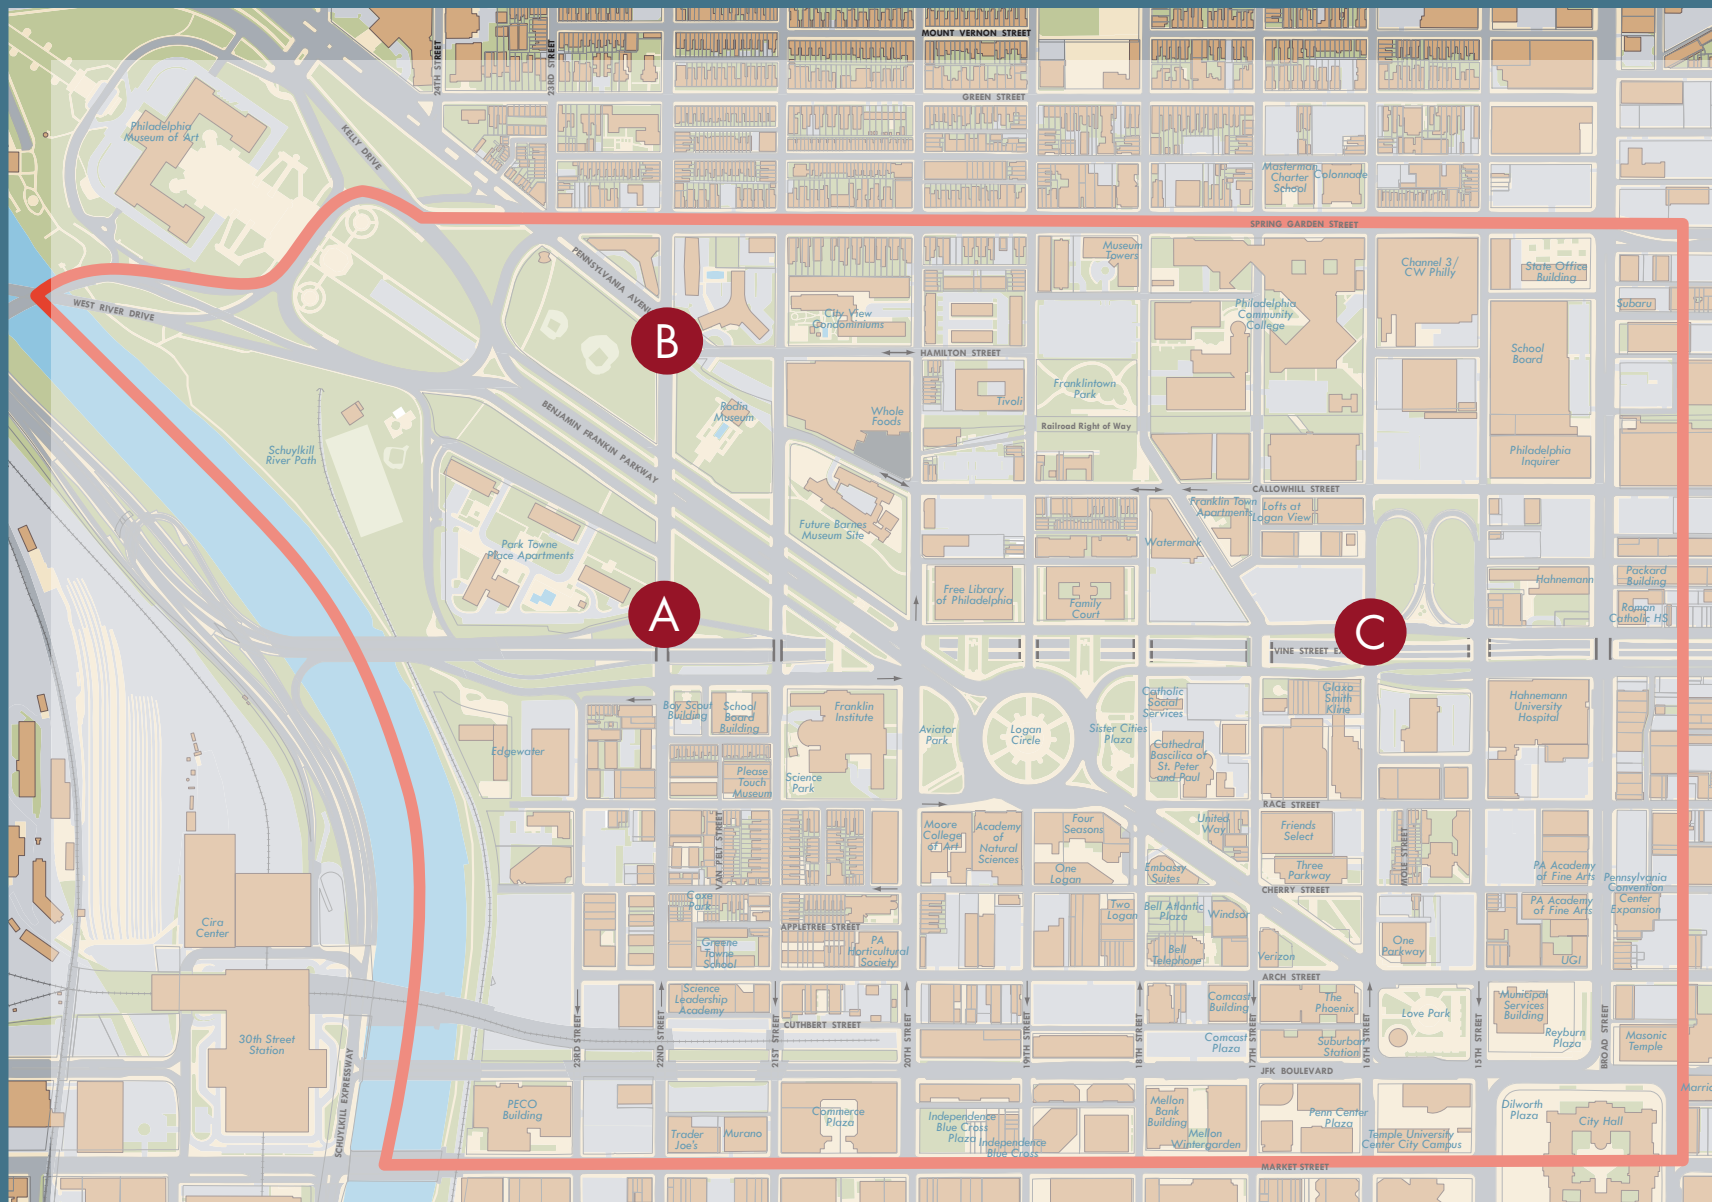 MOUNT VERNON STREET
24TH STREET
23RD STREET
GREEN STREET
Philadelphia
Museum of Art
KELLY DRIVE
Masterman
Charter
School
Colonnade
SPRING GARDEN STREET
PENNSYLVANIA AVENU
Museum
Towers
Channel 3/
CW Philly
State Office
Building
WEST RIVER DRIVE
City View
Condominiums
Philadelphia
Community
College
Subaru
B
HAMILTON STREET
School
Board
Franklintown
Park
Tivoli
Rodin
Museum
Whole
Foods
BENJAMIN FRANKIN PARKWAY
Railroad Right of Way
Schuylkill
River Path
Philadelphia
Inquirer
CALLOWHILL STREET
Franklin Town
Apartments
Lofts at
Logan View
Future Barnes
Museum Site
Watermark
Park Towne
Place Apartments
Free Library
of Philadelphia
Family
Court
Hahnemann
Packard
Building
Roman
Catholic HS
A
C
VINE STREET E
Boy Scout
Building
School
Board
Building
Franklin
Institute
Aviator
Park
Logan
Circle
Sister Cities
Plaza
Catholic
Social
Services
Glaxo
Smith
Kline
Hahnemann
University
Hospital
Edgewater
Please
Touch
Museum
Science
Park
Cathedral
Bascilica of
St. Peter
and Paul
RACE STREET
VAN PELT STREET
Moore
College
of Art
Academy
of
Natural
Sciences
Four
Seasons
One
Logan
United
Way
Embassy
Suites
Friends
Select
Three
Parkway
MOLE STREET
PA Academy
of Fine Arts
CHERRY STREET
Pennsylvania
Convention
Center
Expansion
Coxe
Park
Cira
Center
APPLETREE STREET
Two
Logan
Bell Atlantic
Plaza
Windsor
PA Academy
of Fine Arts
Greene
Towne
School
PA
Horticultural
Society
Bell
Telephone
Verizon
One
Parkway
UGI
ARCH STREET
Science
Leadership
Academy
Comcast
Building
The
Phoenix
Love Park
Municipal
Services
Building
Reyburn
Plaza
CUTHBERT STREET
30th Street
Station
Comcast
Plaza
Suburban
Station
Masonic
Temple
23RD STREET
22ND STREET
21ST STREET
20TH STREET
19TH STREET
18TH STREET
17TH STREET
16TH STREET
15TH STREET
BROAD STREET
JFK BOULEVARD
SCHUYLKILL EXPRESSWAY
PECO
Building
Trader
Joe's
Murano
Commerce
Plaza
Independence
Blue Cross
Plaza
Independence
Blue Cross
Mellon
Bank
Building
Mellon
Wintergarden
Penn Center
Plaza
Temple University
Center City Campus
Dilworth
Plaza
City Hall
Marri
MARKET STREET